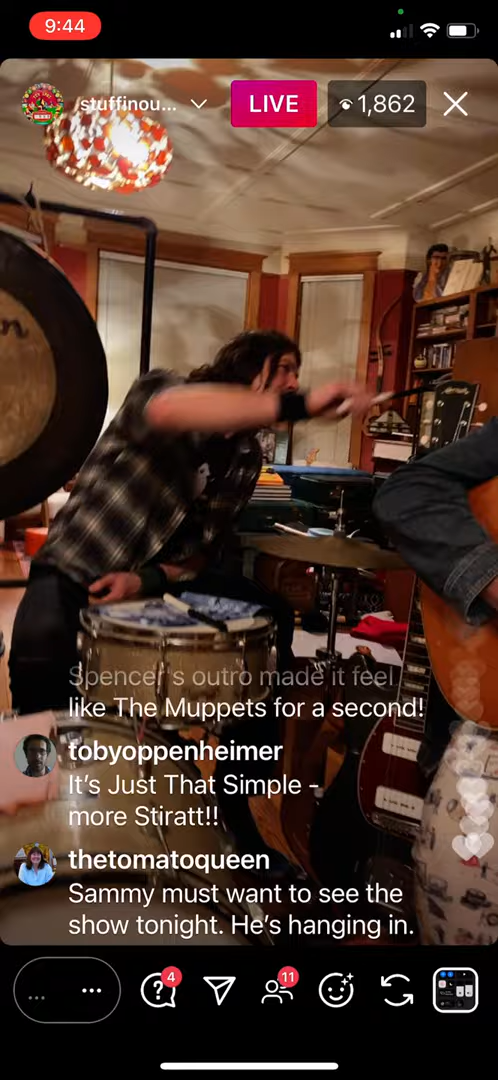 9:44
stuffinou...
LIVE
1,862
Spencer's outro made it feel
like The Muppets for a second!
tobyoppenheimer
It's Just That Simple -
more Stiratt!!
thetomatoqueen
Sammy must want to see the
show tonight. He's hanging in.
...
...
4
11